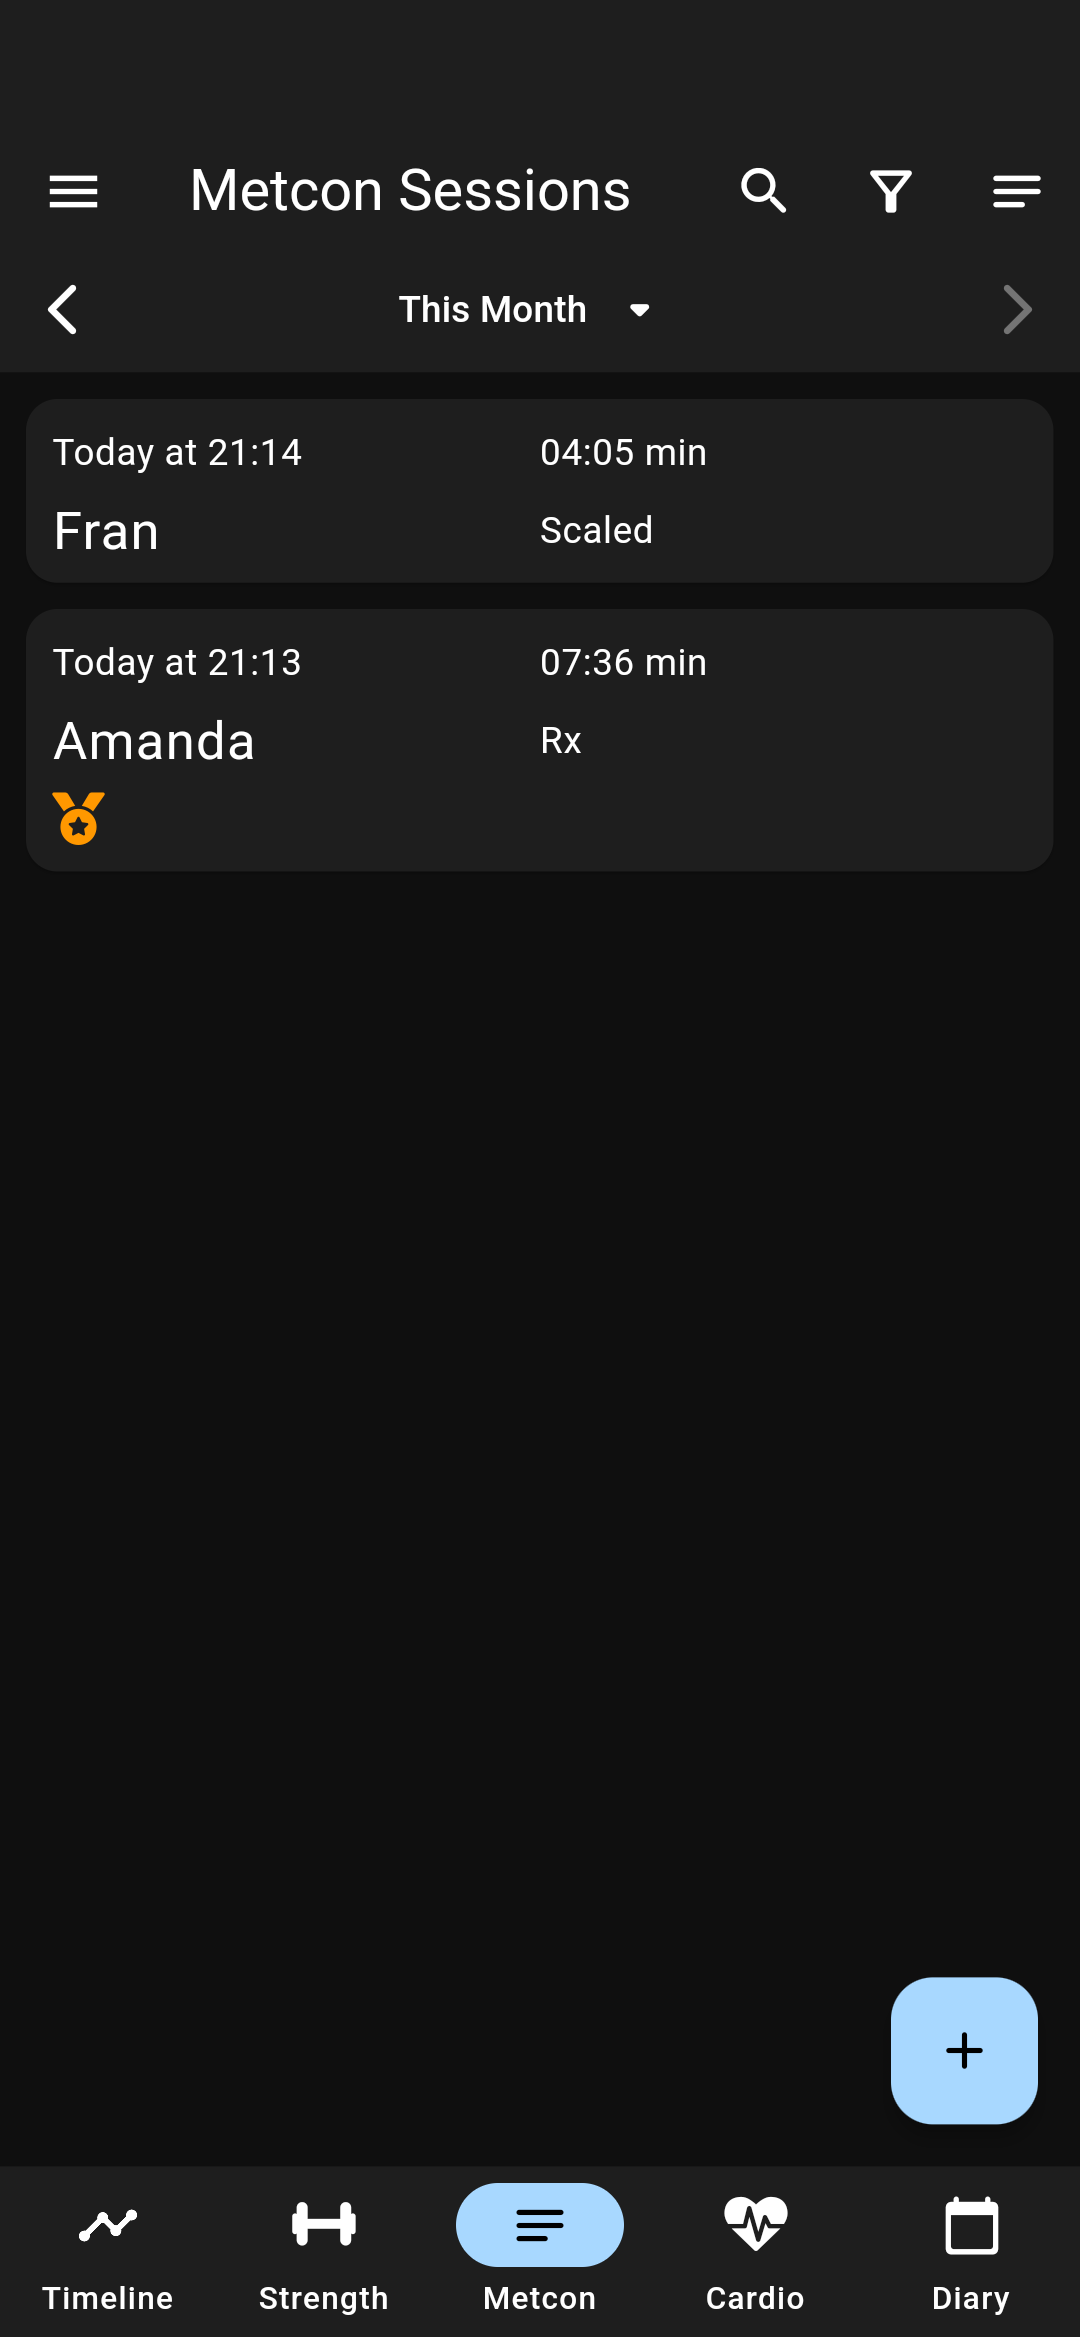 Metcon Sessions
This Month
Today at 21:14
04:05 min
Fran
Scaled
Today at 21:13
07:36 min
Amanda
Rx
Timeline
Strength
Metcon
Cardio
Diary